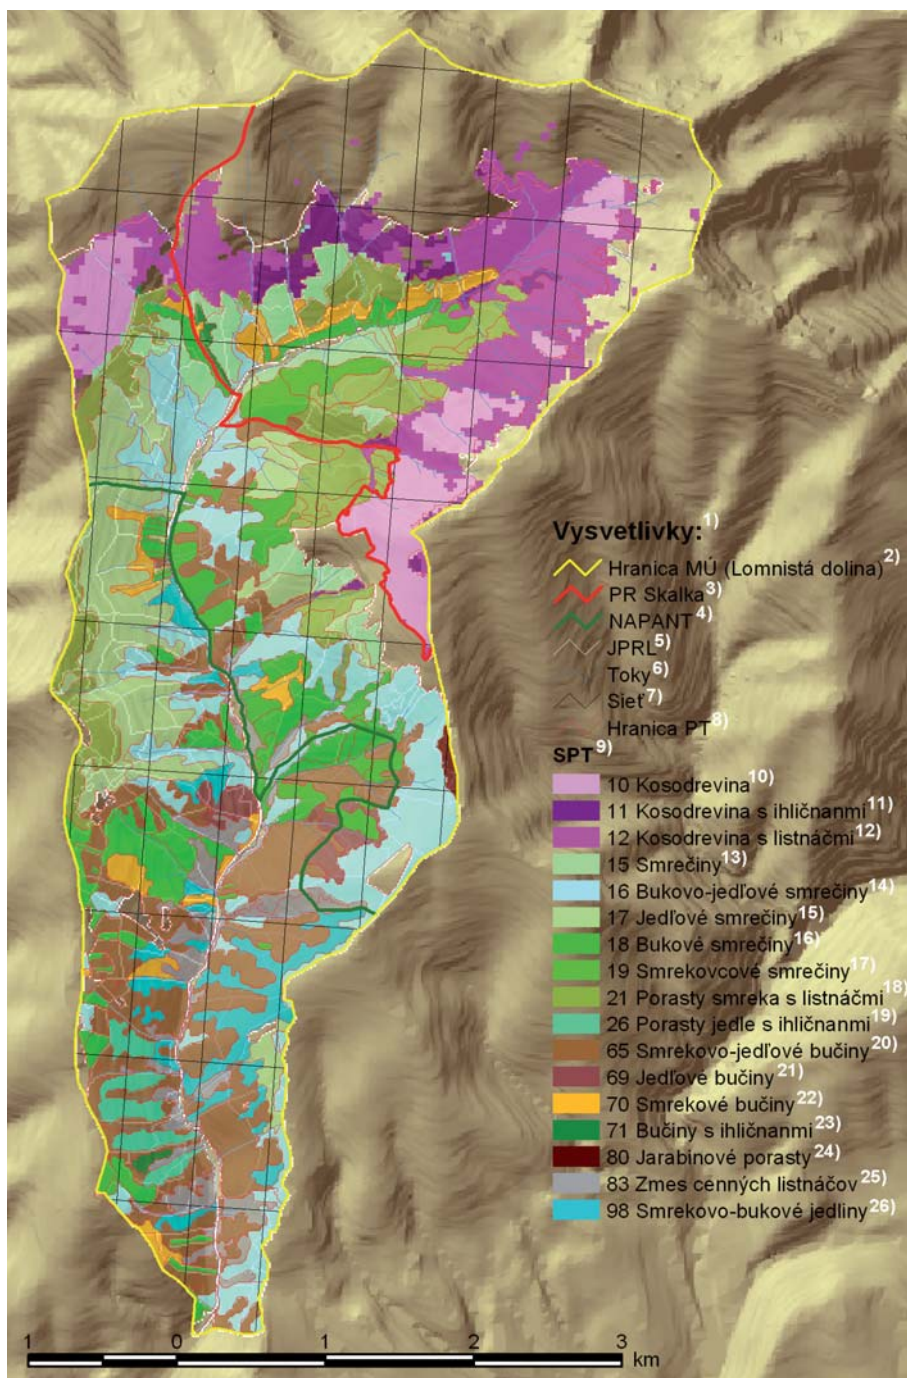 Vysvetlivky:1)
Hranica MÚ (Lomnistá dolina)2)
PR Skalka3)
NAPANT4)
JPRL5)
Toky6)
Sieť7)
Hranica PT8)
SPT9)
10 Kosodrevina10)
11 Kosodrevina s ihličnanmi11)
12 Kosodrevina s listnáčmi12)
15 Smrečiny13)
16 Bukovo-jedľové smrečiny14)
17 Jedľové smrečiny15)
18 Bukové smrečiny16)
19 Smrekovcové smrečiny17)
21 Porasty smreka s listnáčmi18)
26 Porasty jedle s ihličnanmi19)
65 Smrekovo-jedľové bučiny20)
69 Jedľové bučiny21)
70 Smrekové bučiny22)
71 Bučiny s ihličnanmi23)
80 Jarabinové porasty24)
83 Zmes cenných listnáčov25)
98 Smrekovo-bukové jedliny26)
1 0 1 2 3
km